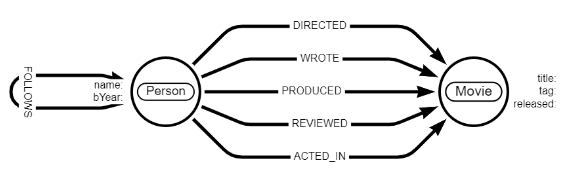 DIRECTED
WROTE
FOLLOWS
name:
bYear:
Person
PRODUCED
Movie
title:
tag:
released:
REVIEWED
ACTED_IN